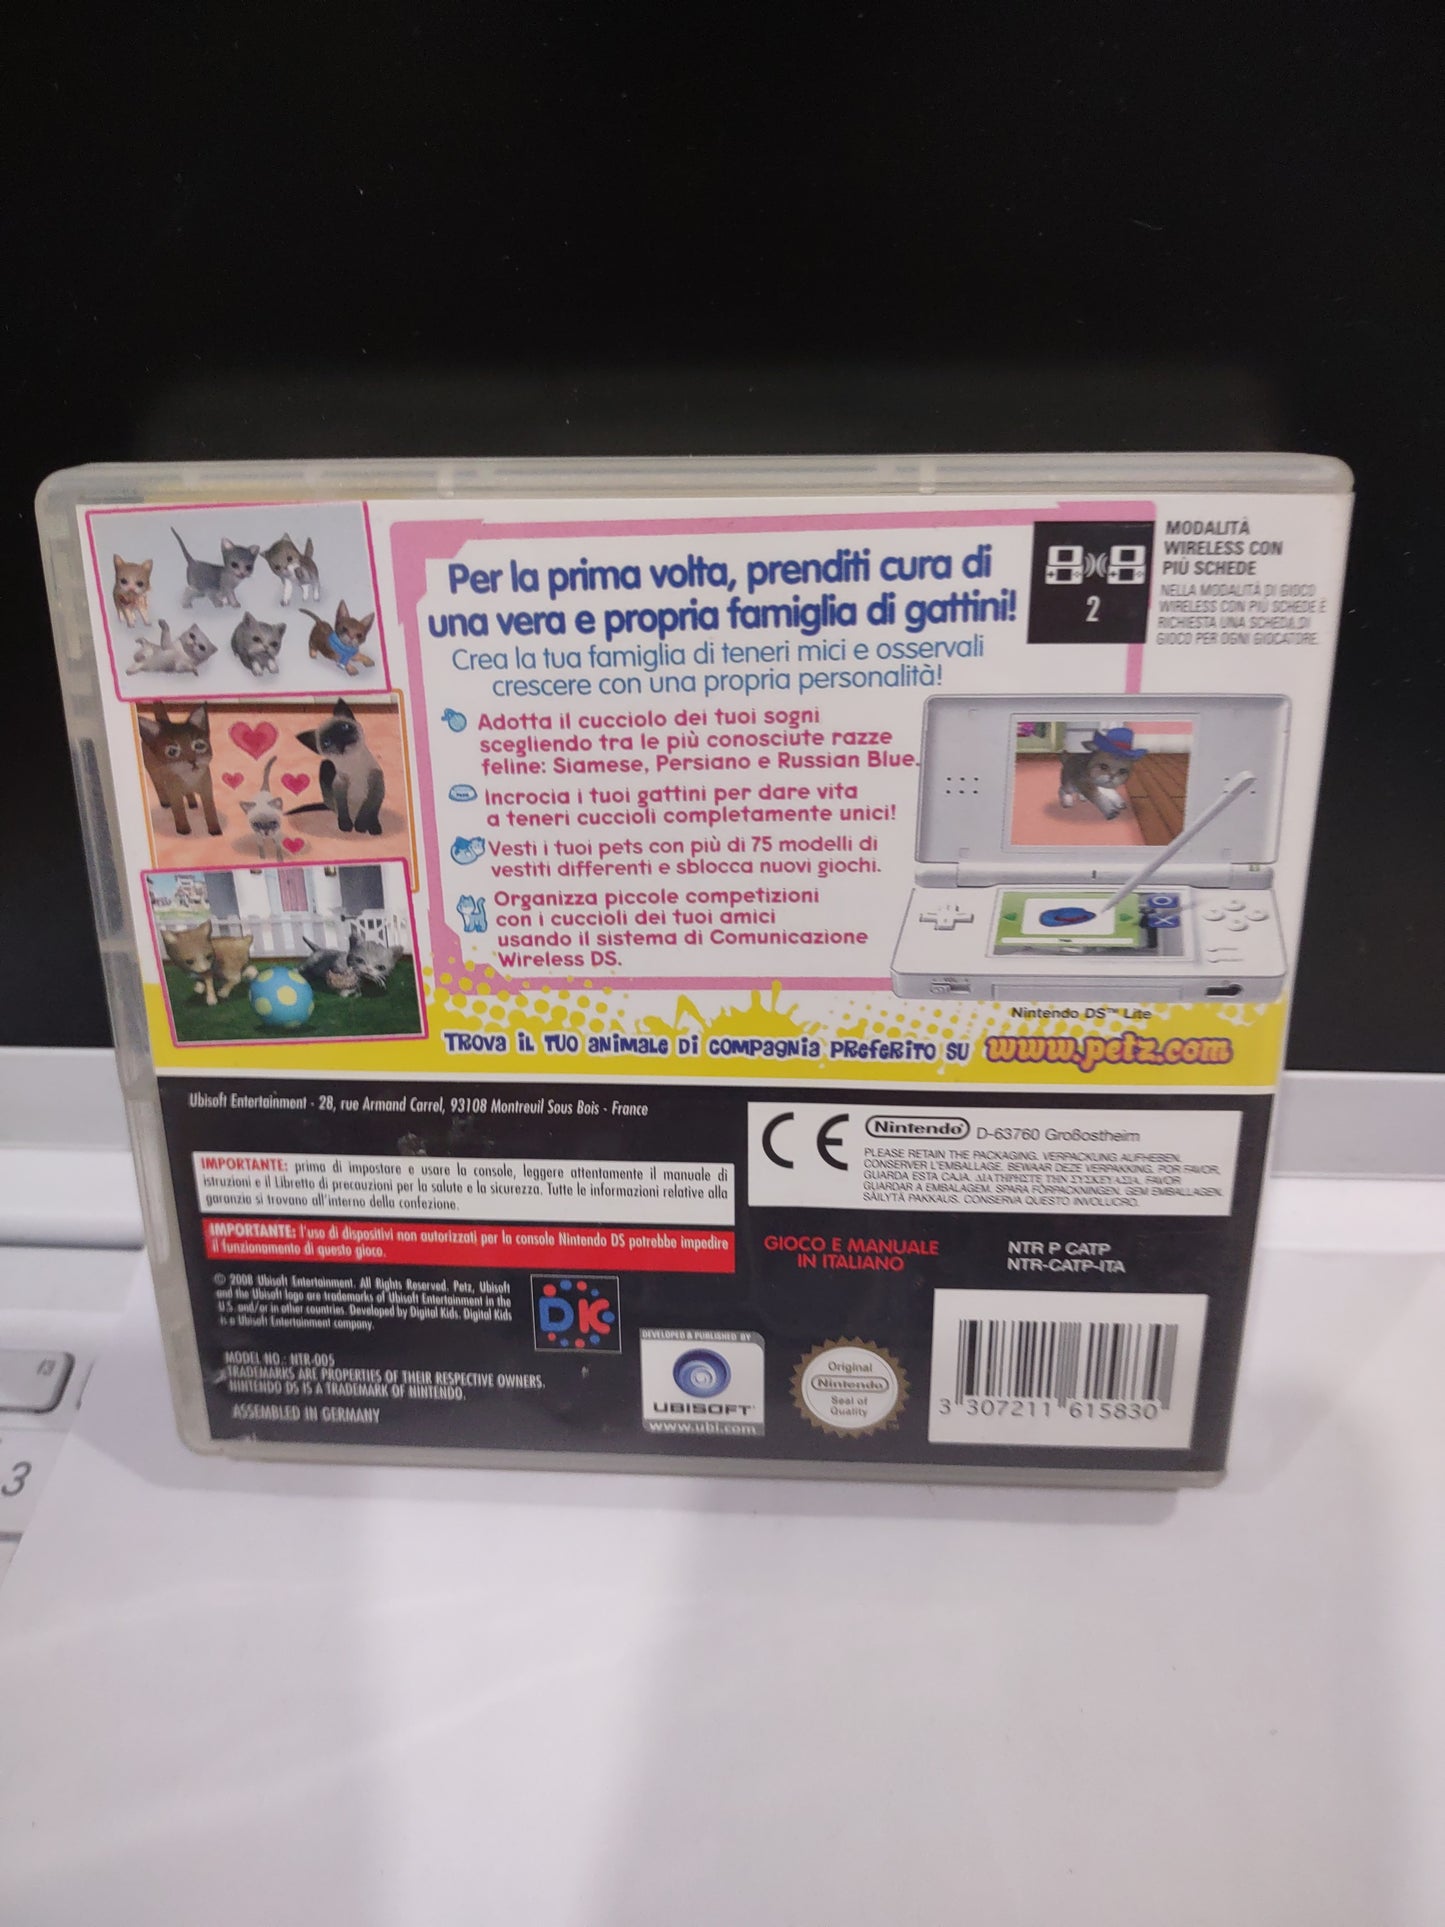 Per la prima volta, prenditi cura di
una vera e propria famiglia di gattini!
Crea la tua famiglia di teneri mici e osservali
crescere con una propria personalità!
Adotta il cucciolo dei tuoi sogni
scegliendo tra le più conosciute razze
feline: Siamese, Persiano e Russian Blue.
Incrocia i tuoi gattini per dare vita
a teneri cuccioli completamente unici!
Vesti i tuoi pets con più di 75 modelli di
vestiti differenti e sblocca nuovi giochi.
Organizza piccole competizioni
con i cuccioli dei tuoi amici
usando il sistema di Comunicazione
Wireless DS.
2
MODALITÀ
WIRELESS CON
PIÙ SCHEDE
NELLA MODALITÀ DI GIOCO
WIRELESS CON PIÙ SCHEDE È
RICHIESTA UNA SCHEDA DI
GIOCO PER OGNI GIOCATORE.
Nintendo DS™ Lite
TROVA IL TUO ANIMALE DI COMPAGNIA PREFERITO SU www.petz.com
Ubisoft Entertainment - 28, rue Armand Carrel, 93108 Montreuil Sous Bois - France
IMPORTANTE: prima di impostare e usare la console, leggere attentamente il manuale di
istruzioni e il Libretto di precauzioni per la salute e la sicurezza. Tutte le informazioni relative alla
garanzia si trovano all'interno della confezione.
IMPORTANTE: l'uso di dispositivi non autorizzati per la console Nintendo DS potrebbe impedire
il funzionamento di questo gioco.
© 2008 Ubisoft Entertainment. All Rights Reserved. Petz, Ubisoft
and the Ubisoft logo are trademarks of Ubisoft Entertainment in the
U.S. and/or in other countries. Developed by Digital Kids. Digital Kids
is a Ubisoft Entertainment company.
DK
MODEL NO.: NTR-005
TRADEMARKS ARE PROPERTIES OF THEIR RESPECTIVE OWNERS.
NINTENDO DS IS A TRADEMARK OF NINTENDO.
ASSEMBLED IN GERMANY
DEVELOPED & PUBLISHED BY
UBISOFT
www.ubi.com
CE
Nintendo D-63760 Großostheim
PLEASE RETAIN THE PACKAGING. VERPACKUNG AUFHEBEN.
CONSERVER L'EMBALLAGE. BEWAAR DEZE VERPAKKING. POR FAVOR,
GUARDA ESTA CAJA. ΔΙΑΤΗΡΗΣΤΕ ΤΗΝ ΣΥΣΚΕΥΑΣΙΑ. FAVOR
GUARDAR A EMBALAGEM. SPARA FÖRPACKNINGEN. GEM EMBALLAGEN.
SÄILYTÄ PAKKAUS. CONSERVA QUESTO INVOLUCRO.
GIOCO E MANUALE
IN ITALIANO
NTR P CATP
NTR-CATP-ITA
Original
Nintendo
Seal of
Quality
3 307211 615830
f3
3